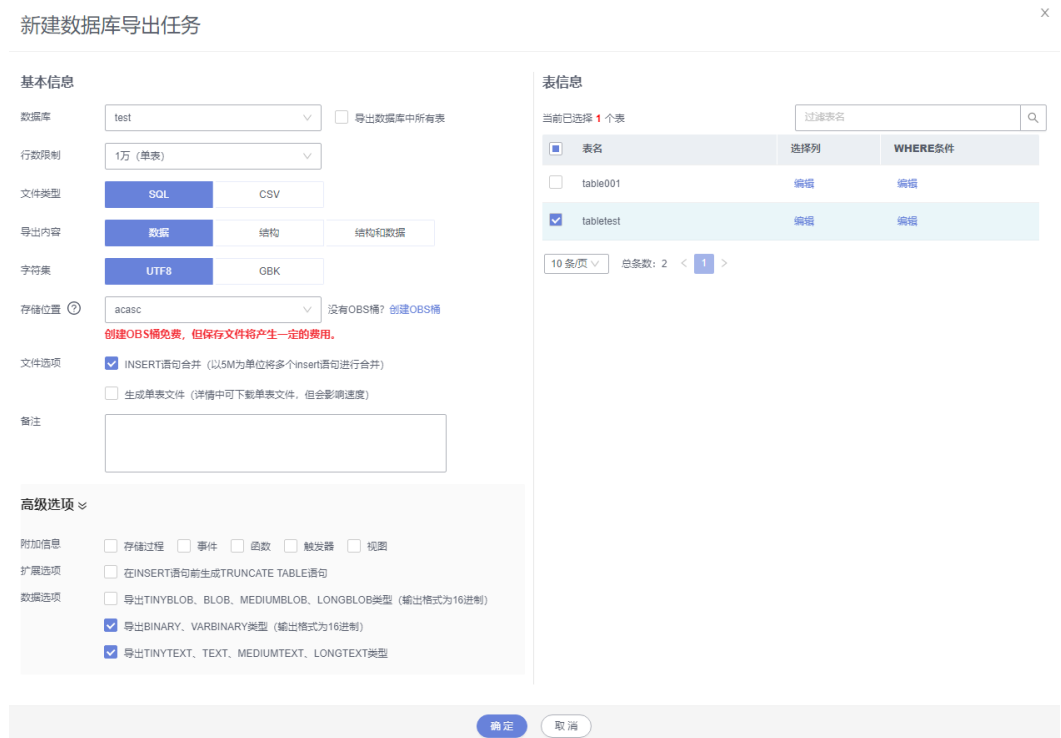 新建数据库导出任务
基本信息
数据库 test 导出数据库中所有表
行数限制 1万（单表）
文件类型 SQL CSV
导出内容 数据 结构 结构和数据
字符集 UTF8 GBK
存储位置 ? acasc 没有OBS桶？创建OBS桶
创建OBS桶免费，但保存文件将产生一定的费用。
文件选项 INSERT语句合并（以5M为单位将多个insert语句进行合并）
生成单表文件（详情中可下载单表文件，但会影响速度）
备注
高级选项
附加信息 存储过程 事件 函数 触发器 视图
扩展选项 在INSERT语句前生成TRUNCATE TABLE语句
数据选项 导出TINYBLOB、BLOB、MEDIUMBLOB、LONGBLOB类型（输出格式为16进制）
导出BINARY、VARBINARY类型（输出格式为16进制）
导出TINYTEXT、TEXT、MEDIUMTEXT、LONGTEXT类型
表信息
当前已选择 1 个表 过滤表名
表名 选择列 WHERE条件
table001 编辑 编辑
tabletest 编辑 编辑
10 条/页 总条数：2 < 1 >
确定 取消